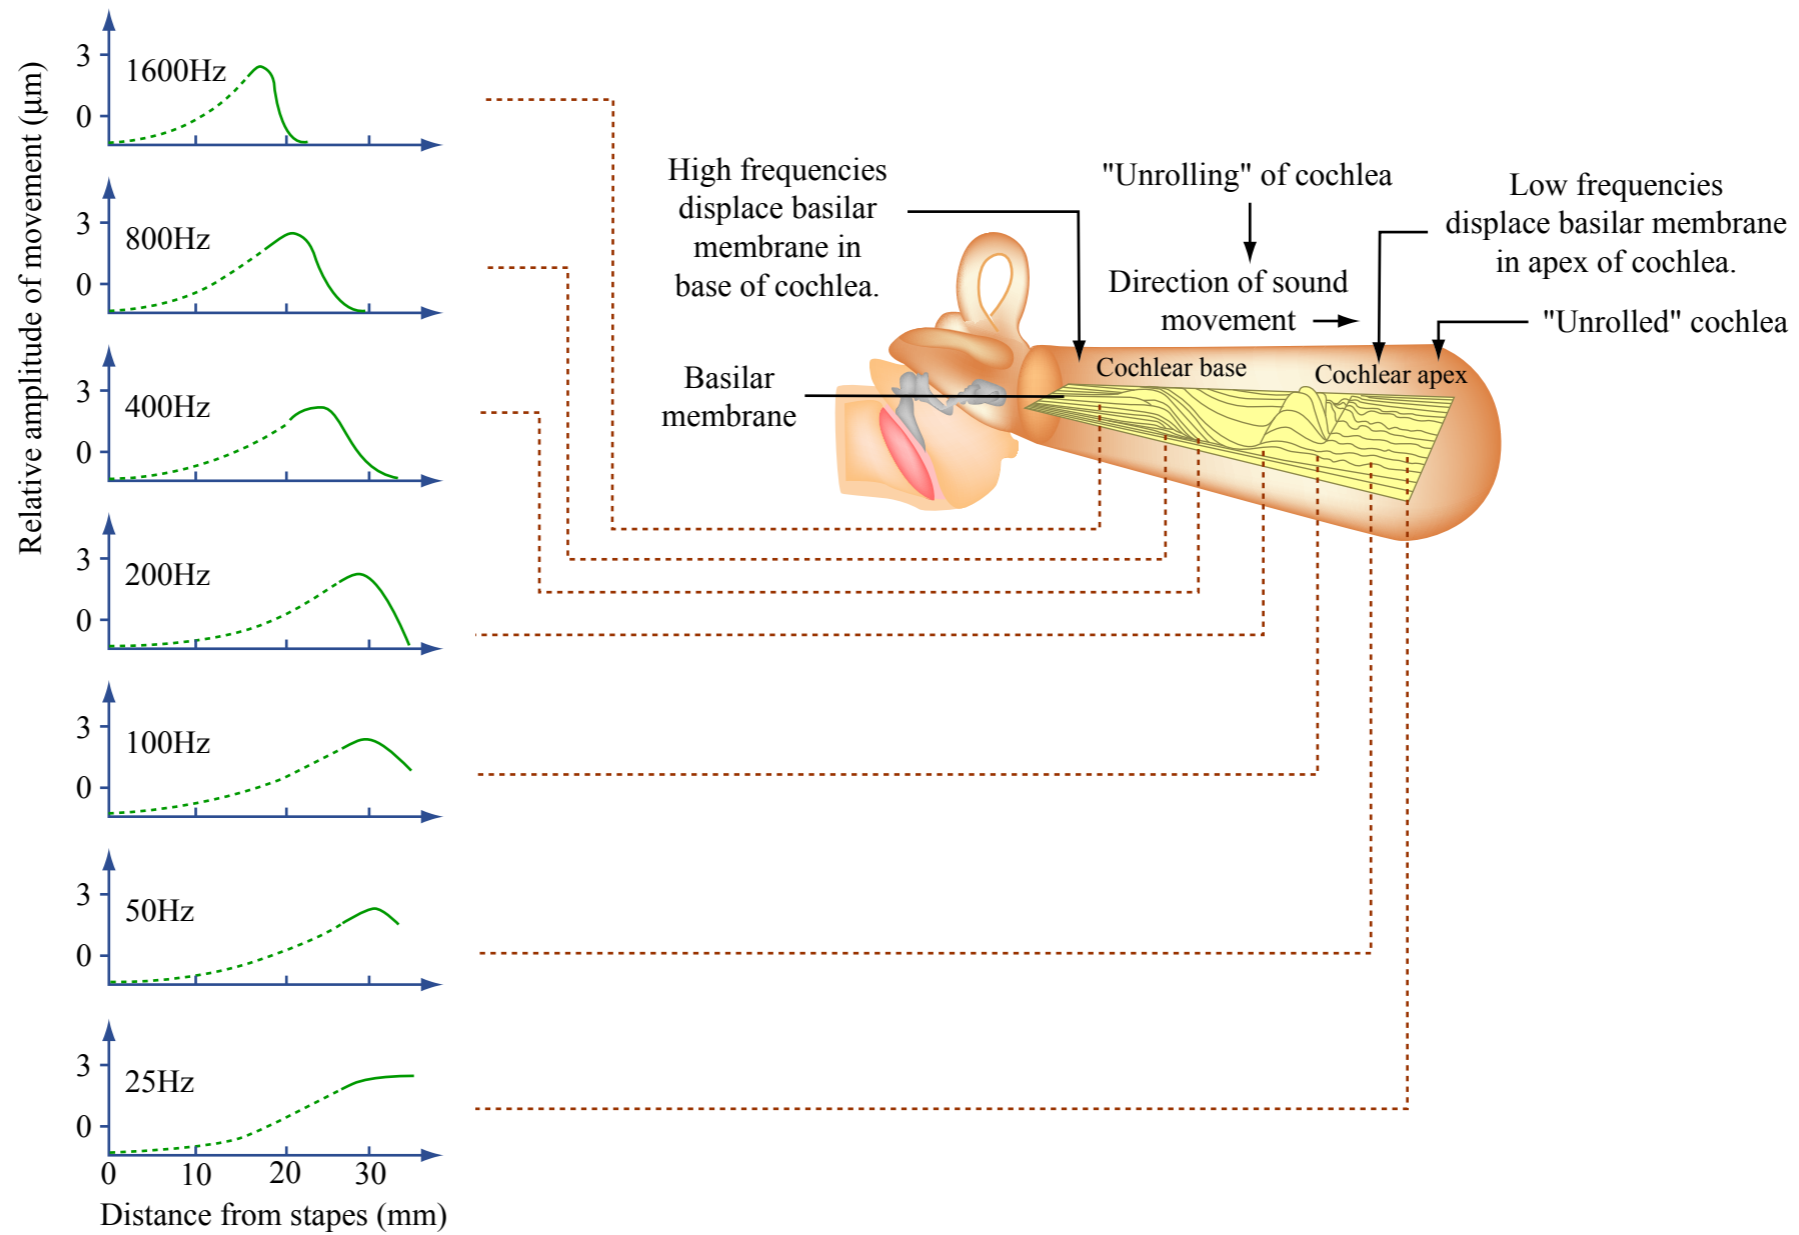 Relative amplitude of movement (μm)
3
1600Hz
0
3
800Hz
0
3
400Hz
0
3
200Hz
0
3
100Hz
0
3
50Hz
0
3
25Hz
0
0 10 20 30
Distance from stapes (mm)
High frequencies
displace basilar
membrane in
base of cochlea.
"Unrolling" of cochlea
Direction of sound
movement
Low frequencies
displace basilar membrane
in apex of cochlea.
"Unrolled" cochlea
Basilar
membrane
Cochlear base
Cochlear apex